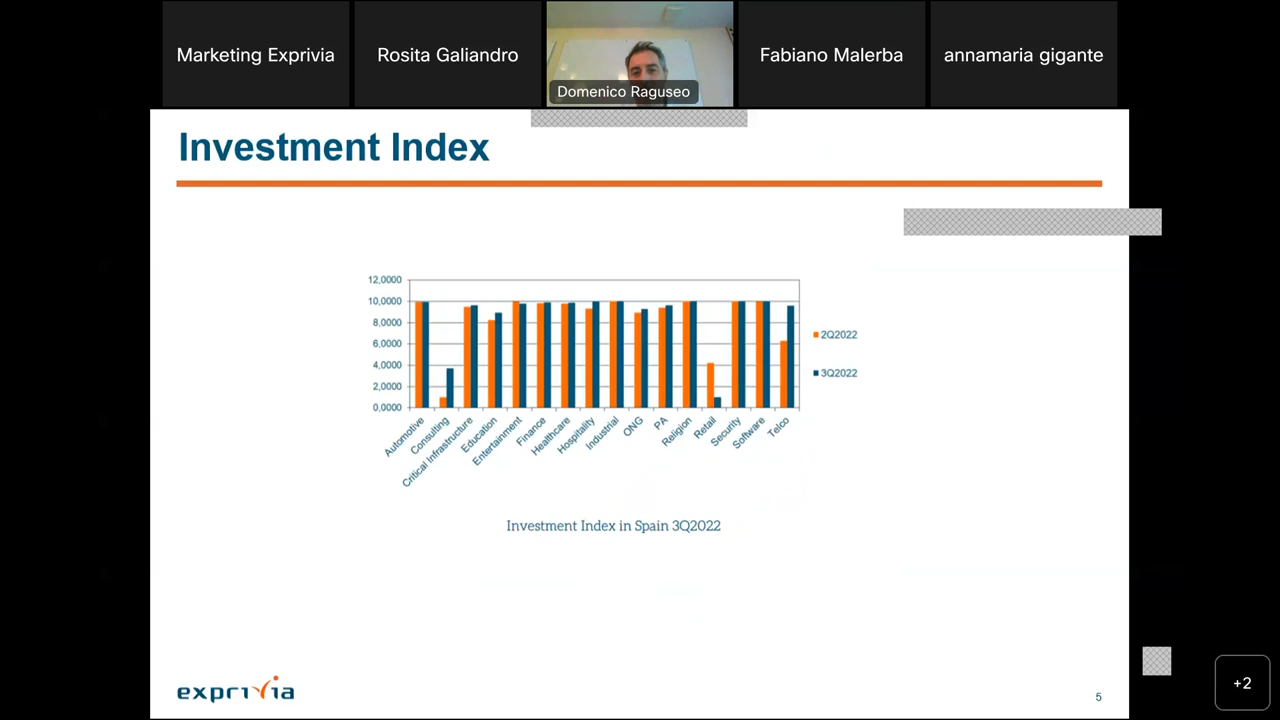 Marketing Exprivia
Rosita Galiandro
Domenico Raguseo
Fabiano Malerba
annamaria gigante
Investment Index
12,0000
10,0000
8,0000
6,0000
4,0000
2,0000
0,0000
Automotive
Consulting
Critical Infrastructure
Education
Entertainment
Finance
Healthcare
Hospitality
Industrial
ONG
PA
Religion
Retail
Security
Software
Telco
2Q2022
3Q2022
Investment Index in Spain 3Q2022
exprivia
5
+2